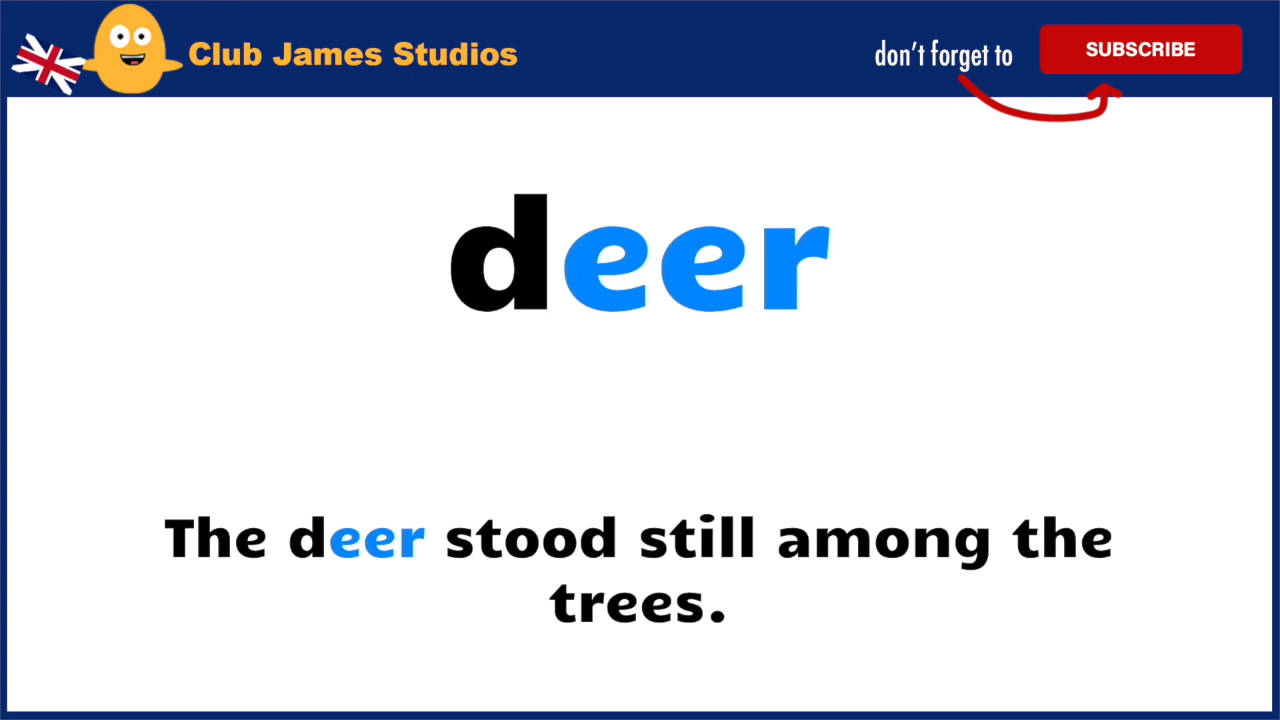 Club James Studios
don't forget to
SUBSCRIBE
deer
The deer stood still among the
trees.